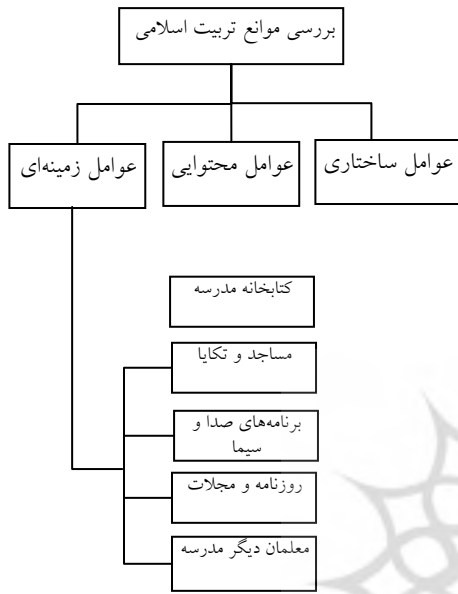 بررسی موانع تربیت اسلامی
عوامل ساختاری
عوامل محتوایی
عوامل زمینه‌ای
کتابخانه مدرسه
مساجد و تکایا
برنامه‌های صدا و
سیما
روزنامه و مجلات
معلمان دیگر مدرسه